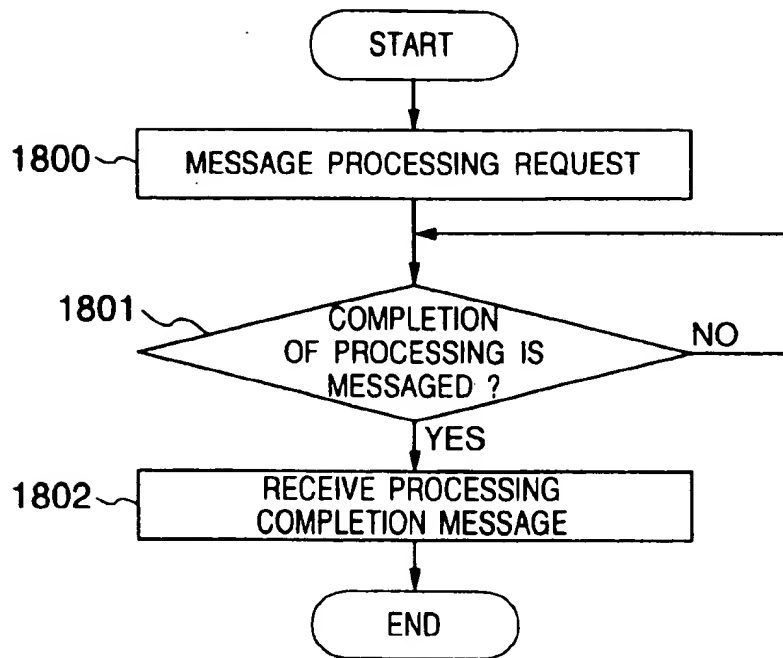 START
1800
MESSAGE PROCESSING REQUEST
1801
COMPLETION
OF PROCESSING IS
MESSAGED ?
NO
YES
1802
RECEIVE PROCESSING
COMPLETION MESSAGE
END